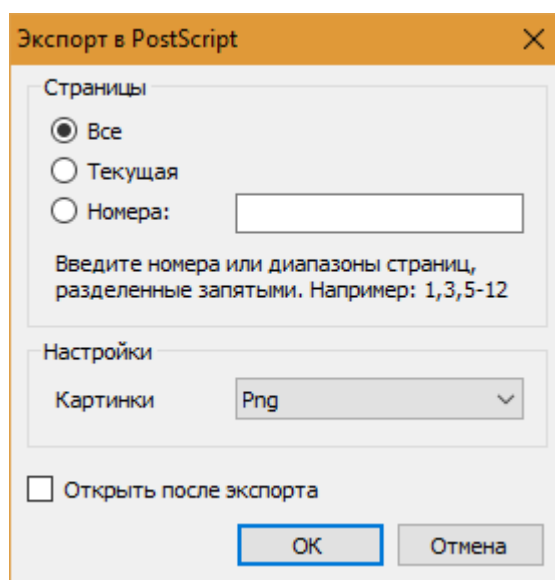 Экспорт в PostScript
Страницы
Все
Текущая
Номера:
Введите номера или диапазоны страниц,
разделенные запятыми. Например: 1,3,5-12
Настройки
Картинки Png
Открыть после экспорта
OK Отмена